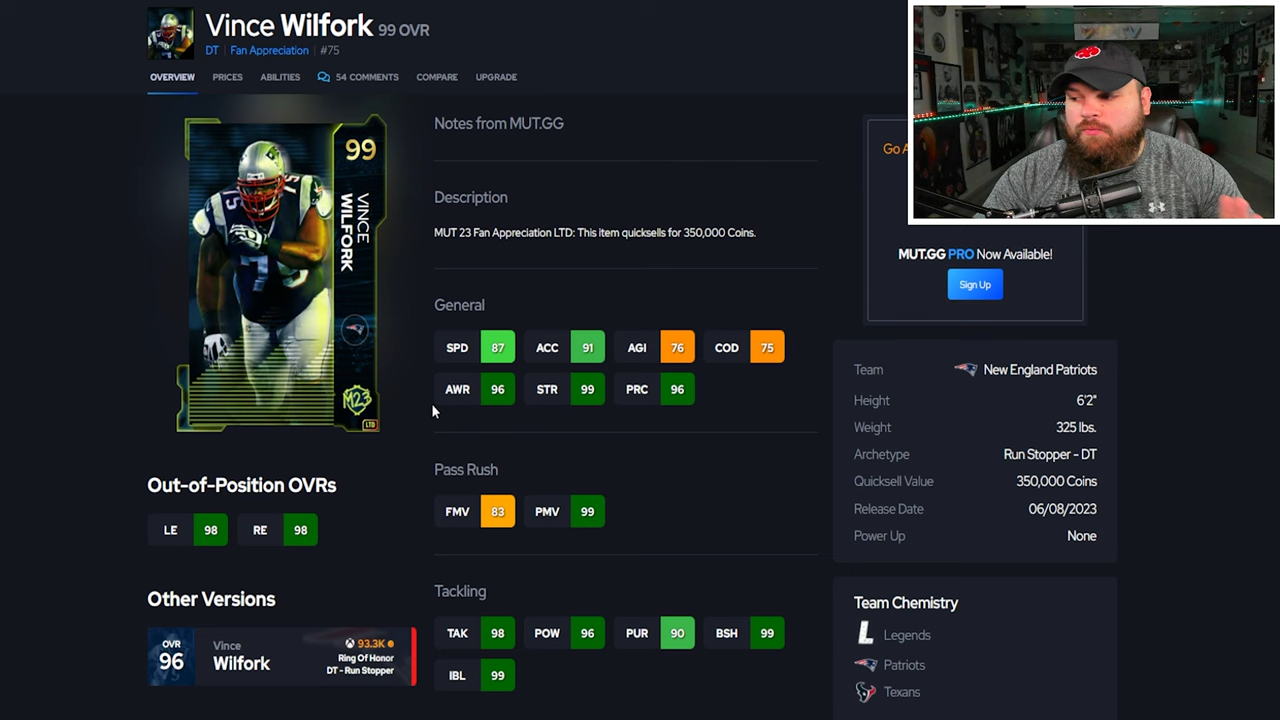 Vince Wilfork 99 OVR
DT | Fan Appreciation | #75
OVERVIEW PRICES ABILITIES 54 COMMENTS COMPARE UPGRADE
99
VINCE
WILFORK
75
M23
LTD
Notes from MUT.GG
Description
MUT 23 Fan Appreciation LTD: This item quicksells for 350,000 Coins.
General
SPD 87 ACC 91 AGI 76 COD 75
AWR 96 STR 99 PRC 96
Pass Rush
FMV 83 PMV 99
Tackling
TAK 98 POW 96 PUR 90 BSH 99
IBL 99
Out-of-Position OVRs
LE 98 RE 98
Other Versions
OVR
96
Vince
Wilfork
93.3K
Ring Of Honor
DT - Run Stopper
Go A
MUT.GG PRO Now Available!
Sign Up
Team New England Patriots
Height 6'2"
Weight 325 lbs.
Archetype Run Stopper - DT
Quicksell Value 350,000 Coins
Release Date 06/08/2023
Power Up None
Team Chemistry
L Legends
Patriots
Texans